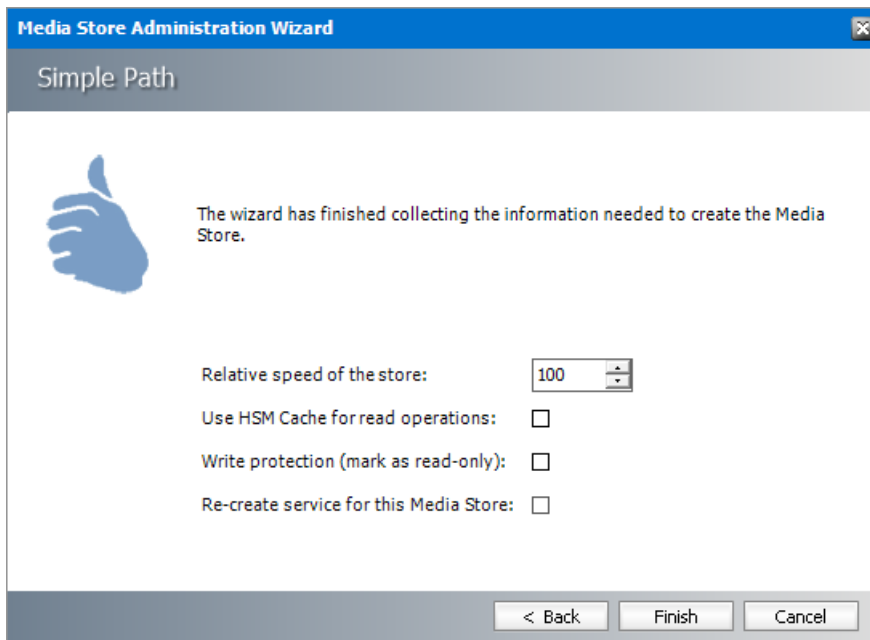 Media Store Administration Wizard
Simple Path
The wizard has finished collecting the information needed to create the Media
Store.
Relative speed of the store: 100
Use HSM Cache for read operations:
Write protection (mark as read-only):
Re-create service for this Media Store:
< Back Finish Cancel